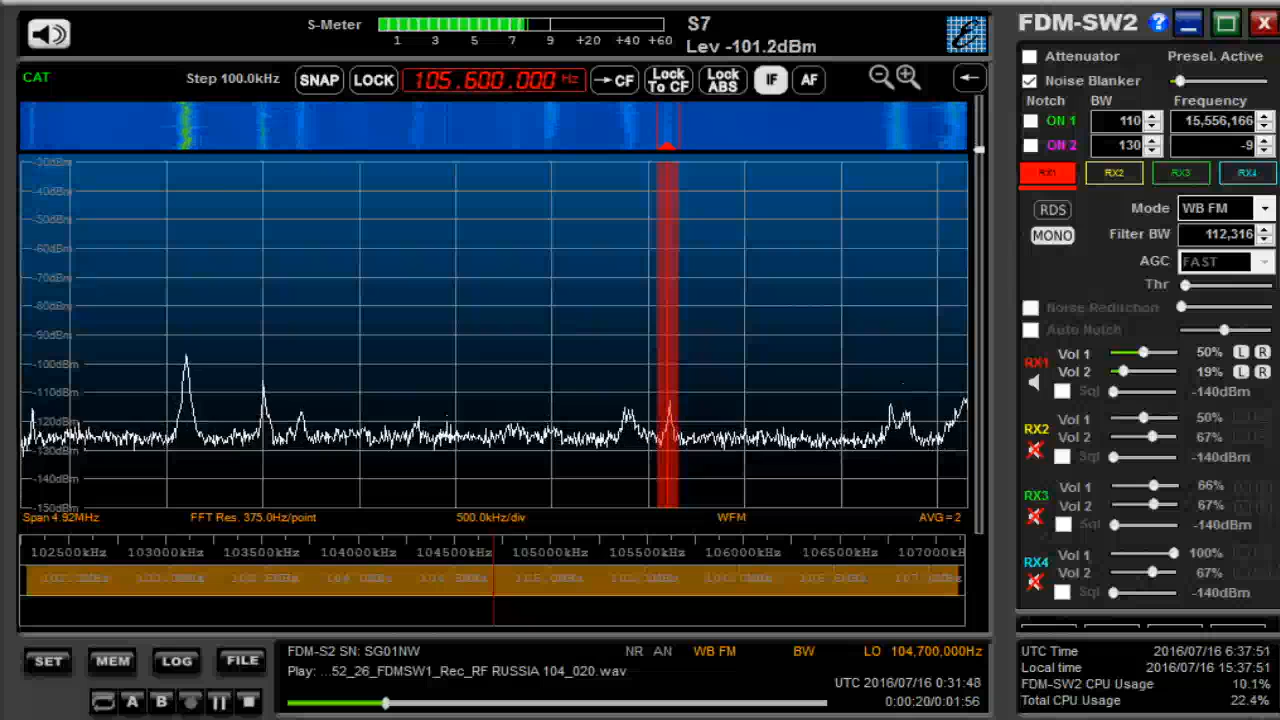 S-Meter
1 3 5 7 9 +20 +40 +60
S7
Lev -101.2dBm
FDM-SW2 ?
CAT
Step 100.0kHz
SNAP
LOCK
105.600.000 Hz
→CF
Lock To CF
Lock ABS
IF
AF
Attenuator
Presel. Active
Noise Blanker
Notch BW Frequency
ON 1 110 15,556,166
ON 2 130 -9
RX1 RX2 RX3 RX4
RDS Mode WB FM
MONO Filter BW 112,316
AGC FAST
Thr
Noise Reduction
Auto Notch
RX1 Vol 1 50% L R
Vol 2 19% L R
Sql -140dBm
RX2 Vol 1 50%
Vol 2 67%
Sql -140dBm
RX3 Vol 1 66%
Vol 2 67%
Sql -140dBm
RX4 Vol 1 100%
Vol 2 67%
Sql -140dBm
-30dBm
-40dBm
-50dBm
-60dBm
-70dBm
-80dBm
-90dBm
-100dBm
-110dBm
-120dBm
-130dBm
-140dBm
-150dBm
Span 4.92MHz FFT Res. 375.0Hz/point 500.0kHz/div WFM AVG=2
102500kHz 103000kHz 103500kHz 104000kHz 104500kHz 105000kHz 105500kHz 106000kHz 106500kHz 107000kH
SET MEM LOG FILE
A B
FDM-S2 SN: SG01NW NR AN WB FM BW LO 104,700,000Hz
Play: ...52_26_FDMSW1_Rec_RF RUSSIA 104_020.wav
UTC 2016/07/16 0:31:48
0:00:20/0:01:56
UTC Time 2016/07/16 6:37:51
Local time 2016/07/16 15:37:51
FDM-SW2 CPU Usage 10.1%
Total CPU Usage 22.4%